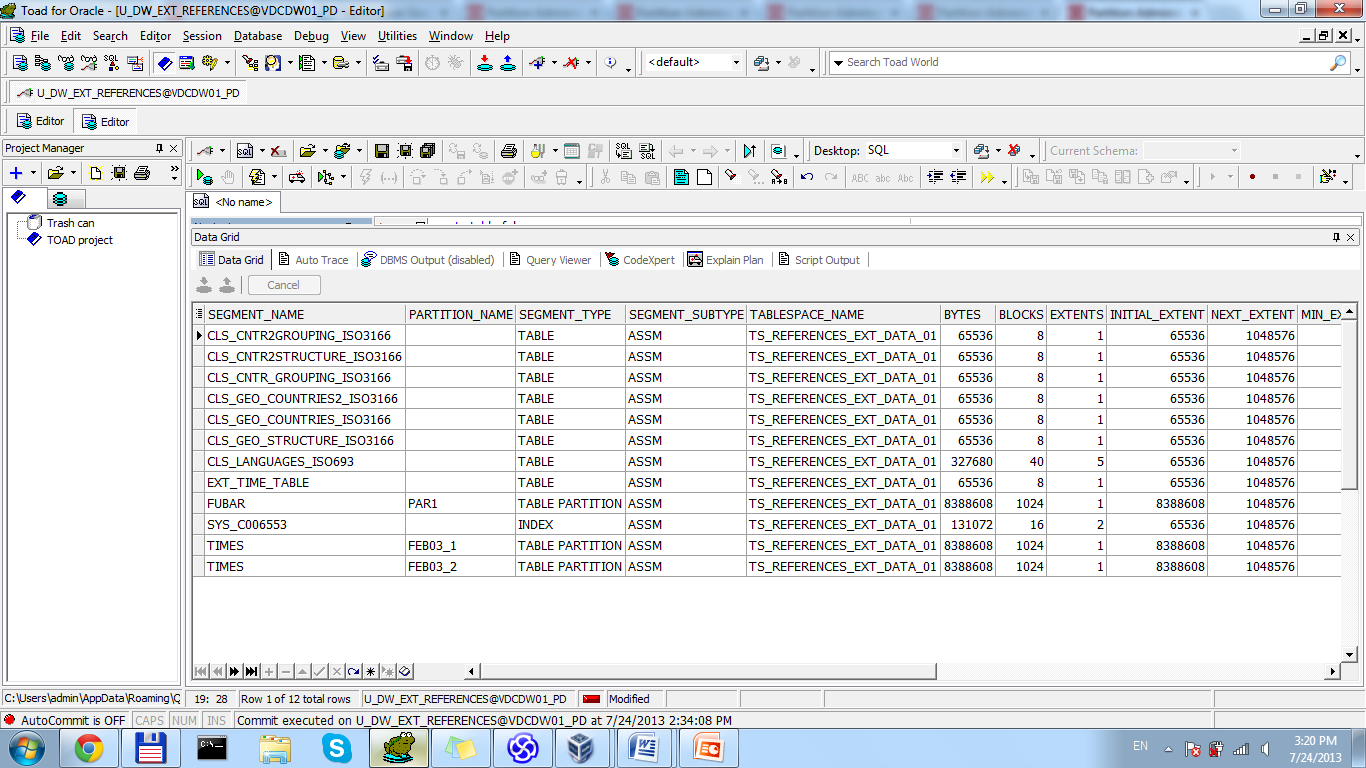 Toad for Oracle - [U_DW_EXT_REFERENCES@VDCDW01_PD - Editor]
File Edit Search Editor Session Database Debug View Utilities Window Help
<default> Search Toad World
U_DW_EXT_REFERENCES@VDCDW01_PD
Editor Editor
Project Manager
Desktop: SQL Current Schema:
Trash can
TOAD project
<No name>
Data Grid
Data Grid Auto Trace DBMS Output (disabled) Query Viewer CodeXpert Explain Plan Script Output
Cancel
SEGMENT_NAME PARTITION_NAME SEGMENT_TYPE SEGMENT_SUBTYPE TABLESPACE_NAME BYTES BLOCKS EXTENTS INITIAL_EXTENT NEXT_EXTENT MIN_EX
CLS_CNTR2GROUPING_ISO3166 TABLE ASSM TS_REFERENCES_EXT_DATA_01 65536 8 1 65536 1048576
CLS_CNTR2STRUCTURE_ISO3166 TABLE ASSM TS_REFERENCES_EXT_DATA_01 65536 8 1 65536 1048576
CLS_CNTR_GROUPING_ISO3166 TABLE ASSM TS_REFERENCES_EXT_DATA_01 65536 8 1 65536 1048576
CLS_GEO_COUNTRIES2_ISO3166 TABLE ASSM TS_REFERENCES_EXT_DATA_01 65536 8 1 65536 1048576
CLS_GEO_COUNTRIES_ISO3166 TABLE ASSM TS_REFERENCES_EXT_DATA_01 65536 8 1 65536 1048576
CLS_GEO_STRUCTURE_ISO3166 TABLE ASSM TS_REFERENCES_EXT_DATA_01 65536 8 1 65536 1048576
CLS_LANGUAGES_ISO693 TABLE ASSM TS_REFERENCES_EXT_DATA_01 327680 40 5 65536 1048576
EXT_TIME_TABLE TABLE ASSM TS_REFERENCES_EXT_DATA_01 65536 8 1 65536 1048576
FUBAR PAR1 TABLE PARTITION ASSM TS_REFERENCES_EXT_DATA_01 8388608 1024 1 8388608 1048576
SYS_C006553 INDEX ASSM TS_REFERENCES_EXT_DATA_01 131072 16 2 65536 1048576
TIMES FEB03_1 TABLE PARTITION ASSM TS_REFERENCES_EXT_DATA_01 8388608 1024 1 8388608 1048576
TIMES FEB03_2 TABLE PARTITION ASSM TS_REFERENCES_EXT_DATA_01 8388608 1024 1 8388608 1048576
C:\Users\admin\AppData\Roaming\Q 19: 28 Row 1 of 12 total rows U_DW_EXT_REFERENCES@VDCDW01_PD Modified
AutoCommit is OFF CAPS NUM INS Commit executed on U_DW_EXT_REFERENCES@VDCDW01_PD at 7/24/2013 2:34:08 PM
EN 3:20 PM
7/24/2013